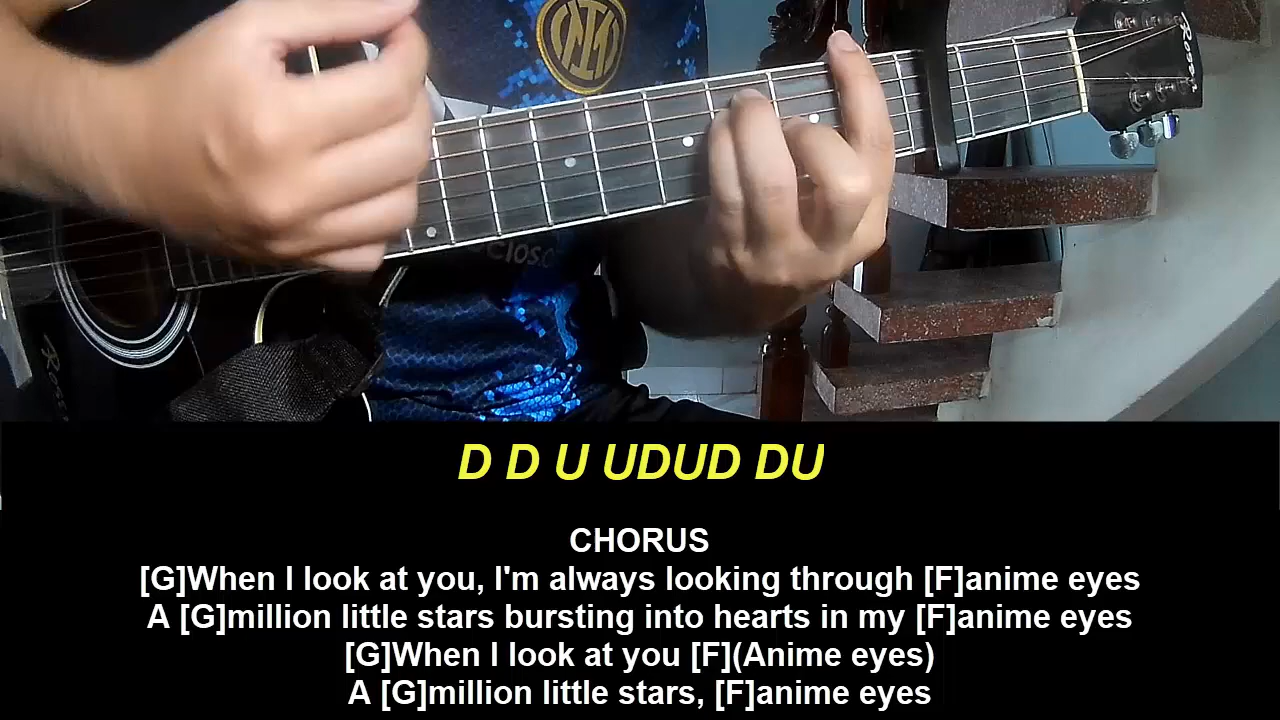 Rosen
D D U UDUD DU
CHORUS
[G]When I look at you, I'm always looking through [F]anime eyes
A [G]million little stars bursting into hearts in my [F]anime eyes
[G]When I look at you [F](Anime eyes)
A [G]million little stars, [F]anime eyes